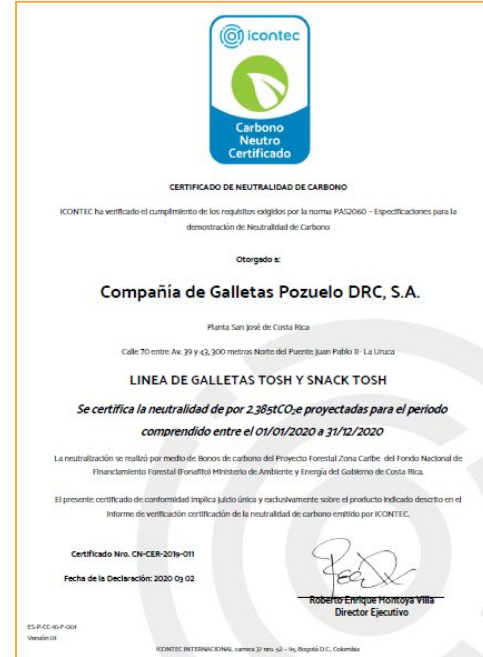 icontec
Carbono
Neutro
Certificado
CERTIFICADO DE NEUTRALIDAD DE CARBONO
ICONTEC ha verificado el cumplimiento de los requisitos exigidos por la norma PAS2060 – Especificaciones para la
demostración de Neutralidad de Carbono
Otorgado a:
Compañía de Galletas Pozuelo DRC, S.A.
Planta San José de Costa Rica
Calle 70 entre Av. 39 y 43, 300 metros Norte del Puente Juan Pablo II- La Uruca
LINEA DE GALLETAS TOSH Y SNACK TOSH
Se certifica la neutralidad de por 2.385tCO₂e proyectadas para el periodo
comprendido entre el 01/01/2020 a 31/12/2020
La neutralización se realizó por medio de Bonos de carbono del Proyecto Forestal Zona Caribe del Fondo Nacional de
Financiamiento Forestal (Fonafifo) Ministerio de Ambiente y Energía del Gobierno de Costa Rica.
El presente certificado de conformidad implica juicio única y exclusivamente sobre el producto indicado descrito en el
Informe de verificación certificación de la neutralidad de carbono emitido por ICONTEC.
Certificado Nro. CN-CER-2019-011
Fecha de la Declaración: 2020 03 02
Roberto Enrique Montoya Villa
Director Ejecutivo
ES-P-CC-10-F-001
Versión 01
ICONTEC INTERNACIONAL carrera 37 nro. 52 – 95, Bogotá D.C., Colombia